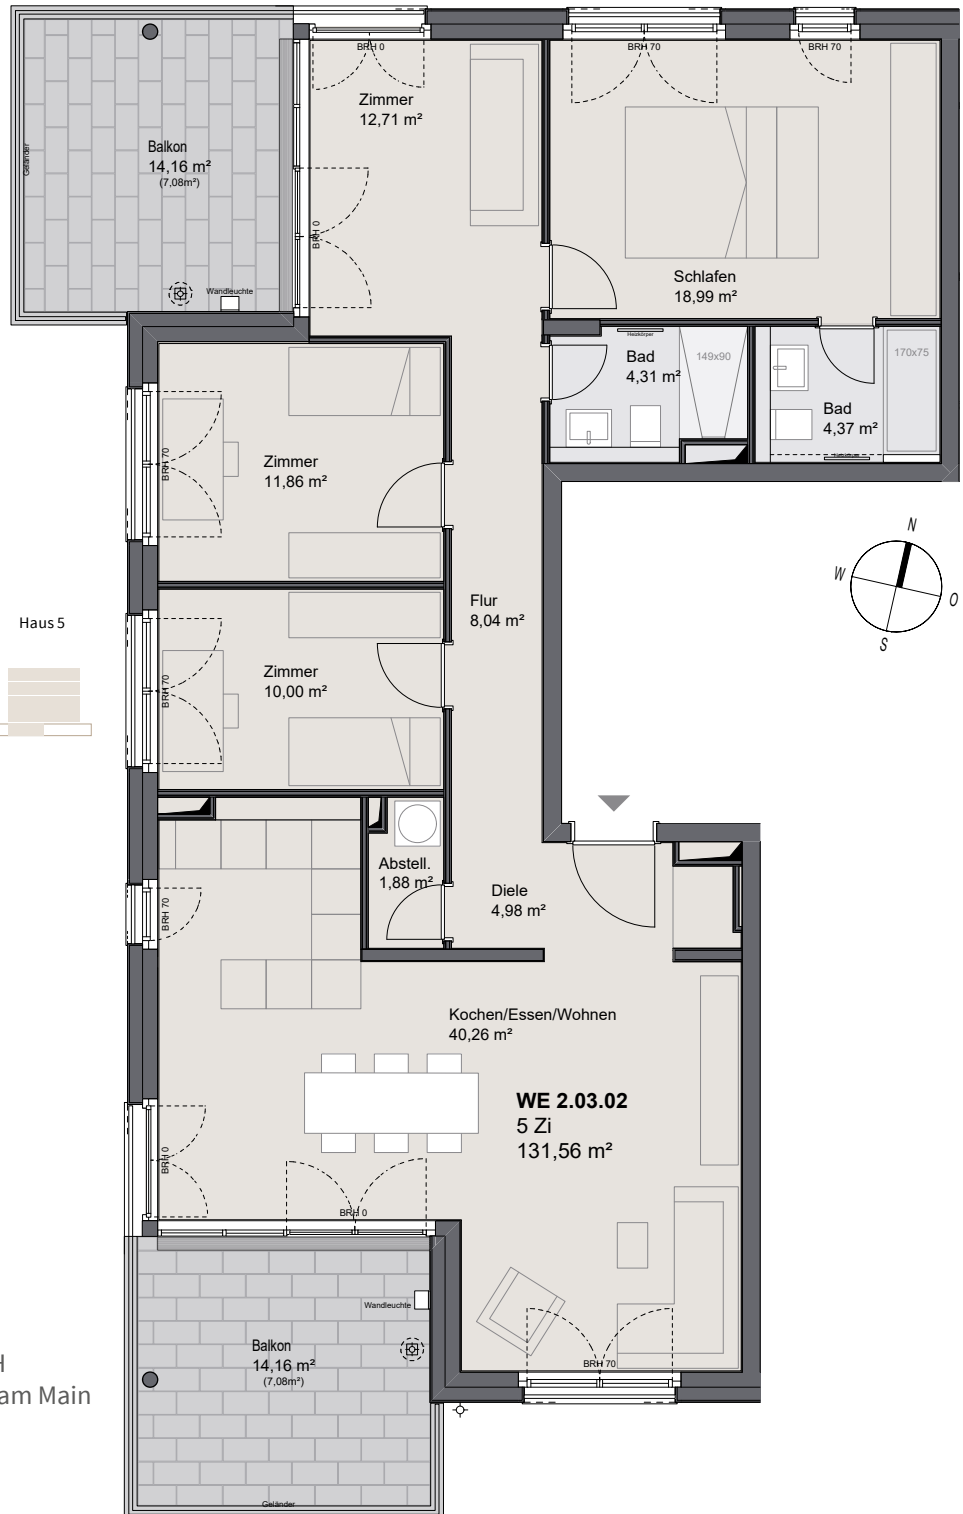 BRH 0
BRH 70
BRH 70
Zimmer
12,71 m²
Balkon
14,16 m²
(7,08m²)
Geländer
BRH 0
Wandleuchte
Schlafen
18,99 m²
Heizkörper
Bad
4,31 m²
149x90
170x75
Bad
4,37 m²
Heizkörper
BRH 70
Zimmer
11,86 m²
N
W
O
S
Flur
8,04 m²
Haus 5
BRH 70
Zimmer
10,00 m²
Abstell.
1,88 m²
Diele
4,98 m²
BRH 70
Kochen/Essen/Wohnen
40,26 m²
WE 2.03.02
5 Zi
131,56 m²
BRH 0
BRH 0
Wandleuchte
Balkon
14,16 m²
(7,08m²)
BRH 70
H
am Main
Geländer